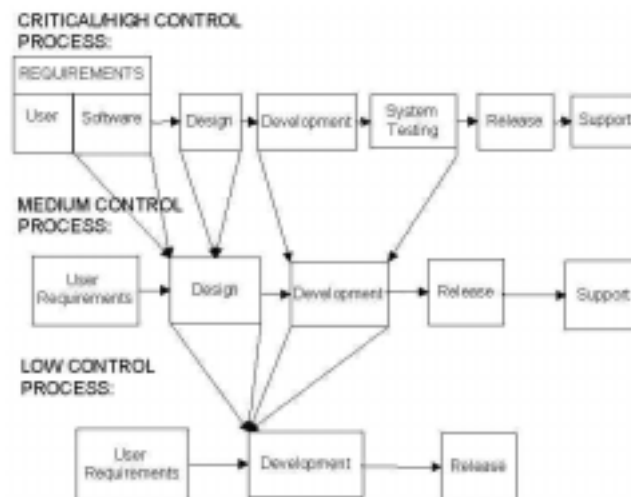 CRITICAL/HIGH CONTROL
PROCESS:
REQUIREMENTS
User
Software
Design
Development
System
Testing
Release
Support
MEDIUM CONTROL
PROCESS:
User
Requirements
Design
Development
Release
Support
LOW CONTROL
PROCESS:
User
Requirements
Development
Release